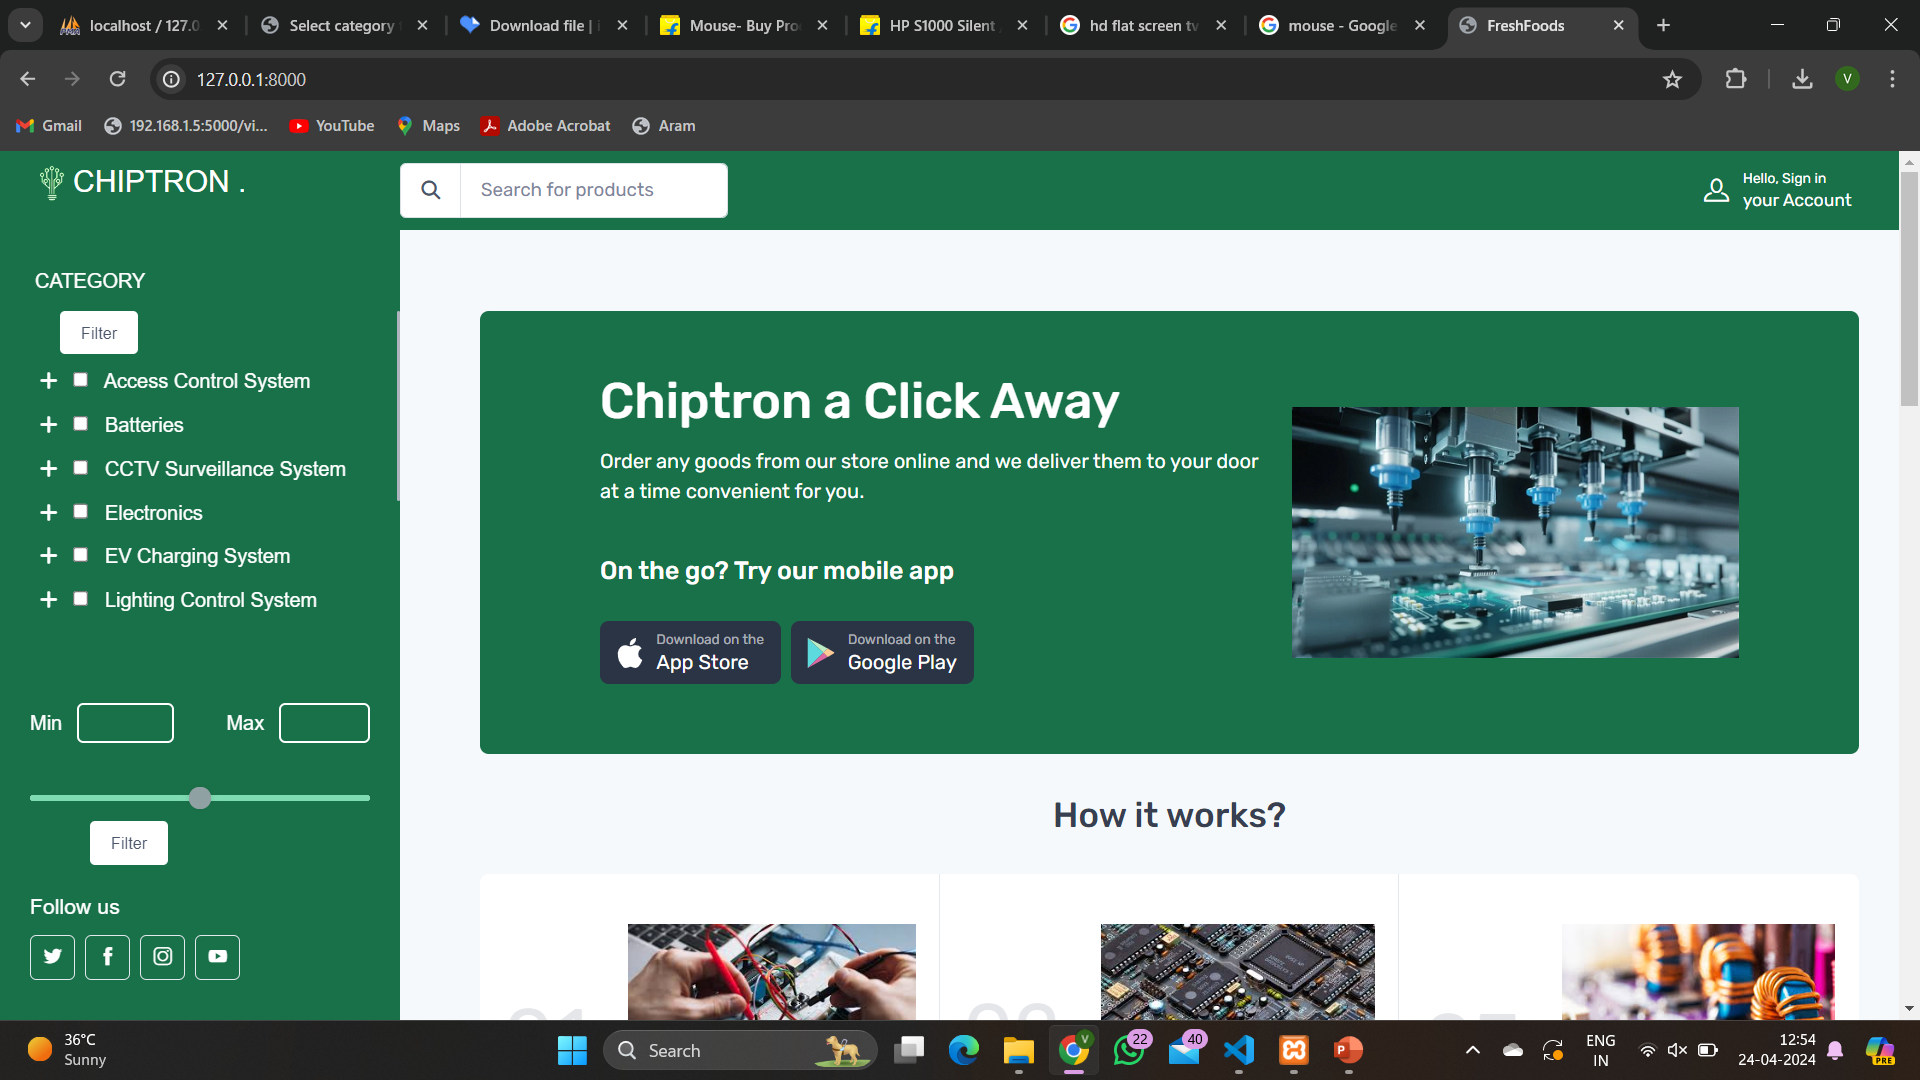 localhost / 127.0
Select category
Download file |
Mouse- Buy Pro
HP S1000 Silent
hd flat screen tv
mouse - Google
FreshFoods
127.0.0.1:8000
V
Gmail
192.168.1.5:5000/vi...
YouTube
Maps
Adobe Acrobat
Aram
CHIPTRON .
Search for products
Hello, Sign in
your Account
CATEGORY
Filter
Access Control System
Batteries
CCTV Surveillance System
Electronics
EV Charging System
Lighting Control System
Min
Max
Filter
Follow us
Chiptron a Click Away
Order any goods from our store online and we deliver them to your door
at a time convenient for you.
On the go? Try our mobile app
Download on the
App Store
Download on the
Google Play
How it works?
36°C
Sunny
Search
V
22
40
ENG
IN
12:54
24-04-2024
PRE